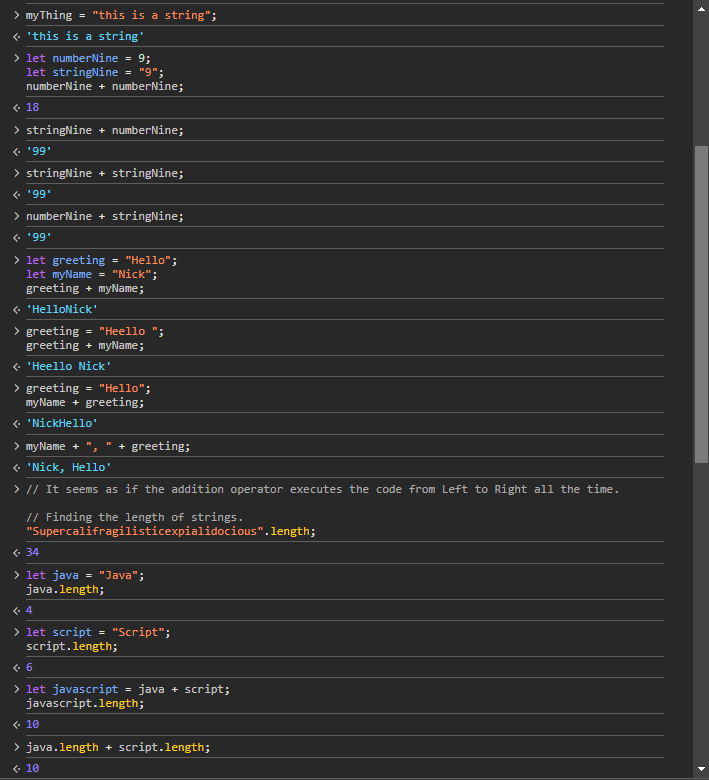 > myThing = "this is a string";
<· 'this is a string'
> let numberNine = 9;
let stringNine = "9";
numberNine + numberNine;
<· 18
> stringNine + numberNine;
<· '99'
> stringNine + stringNine;
<· '99'
> numberNine + stringNine;
<· '99'
> let greeting = "Hello";
let myName = "Nick";
greeting + myName;
<· 'HelloNick'
> greeting = "Heello ";
greeting + myName;
<· 'Heello Nick'
> greeting = "Hello";
myName + greeting;
<· 'NickHello'
> myName + ", " + greeting;
<· 'Nick, Hello'
> // It seems as if the addition operator executes the code from Left to Right all the time.
// Finding the length of strings.
"Supercalifragilisticexpialidocious".length;
<· 34
> let java = "Java";
java.length;
<· 4
> let script = "Script";
script.length;
<· 6
> let javascript = java + script;
javascript.length;
<· 10
> java.length + script.length;
<· 10